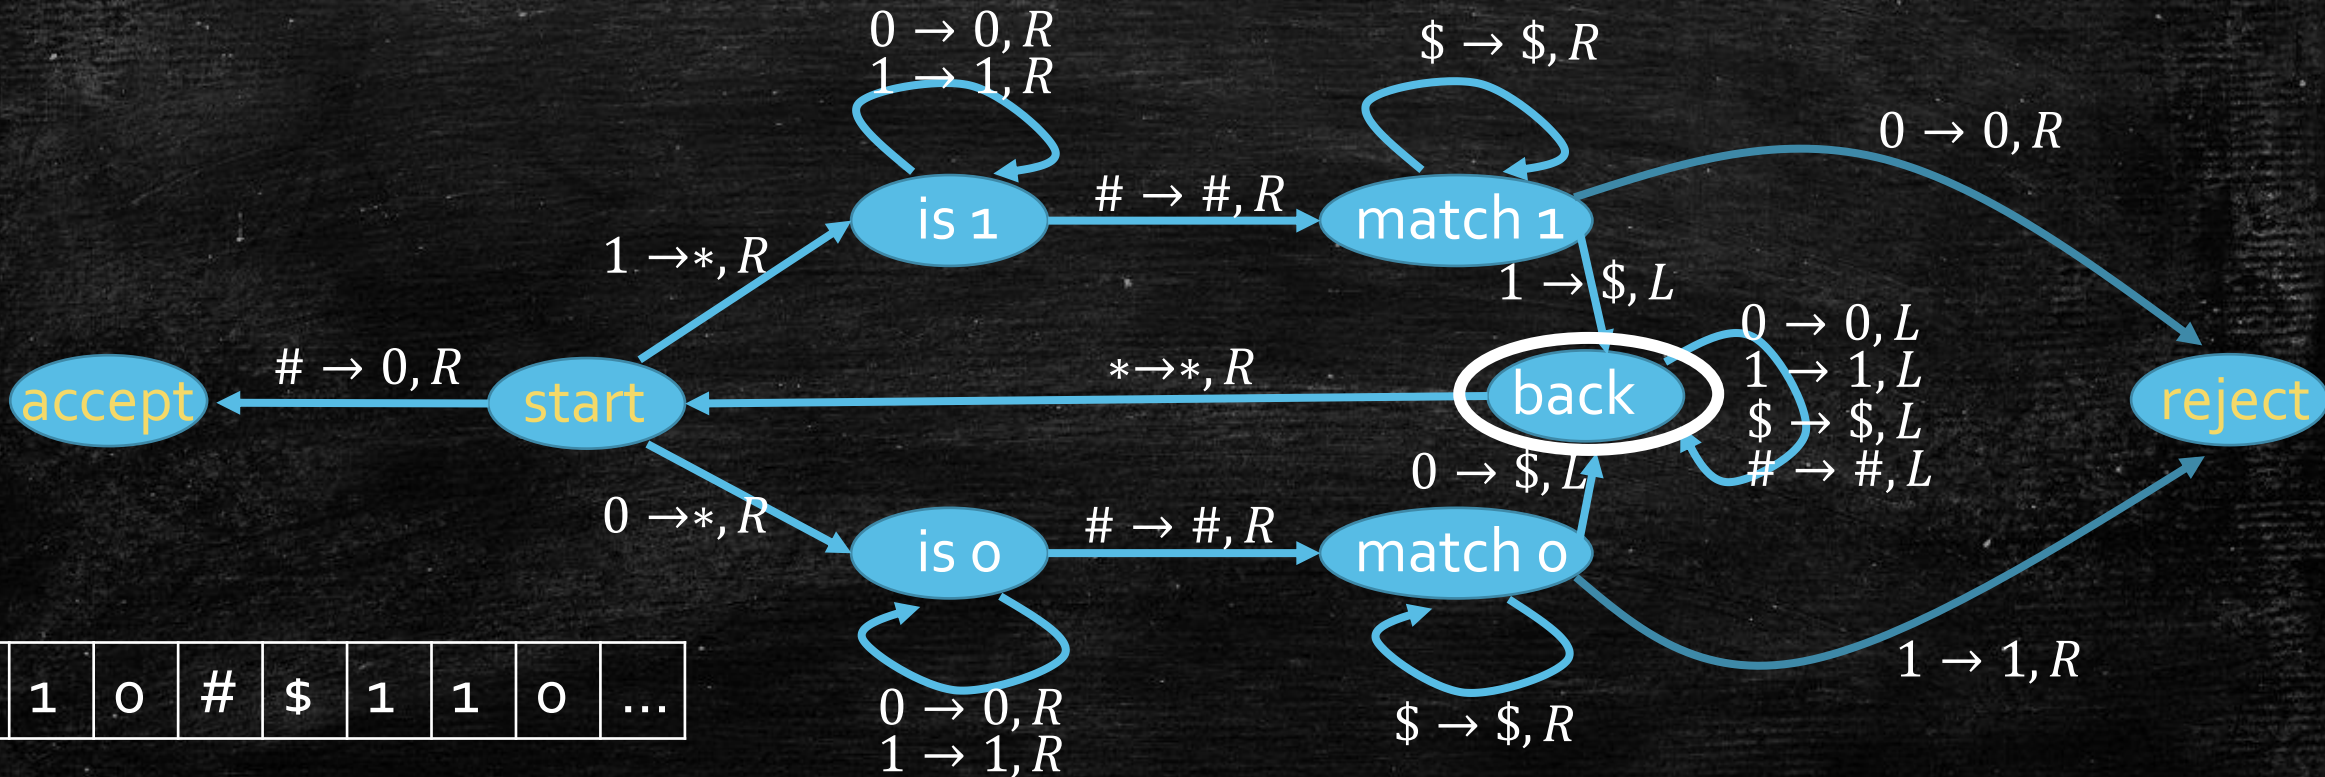 0 → 0, R
1 → 1, R
$ → $, R
0 → 0, R
is 1
# → #, R
match 1
1 →*, R
1 → $, L
accept
# → 0, R
start
*→*, R
back
0 → 0, L
1 → 1, L
$ → $, L
# → #, L
reject
0 → $, L
0 →*, R
is 0
# → #, R
match 0
1 → 1, R
0 → 0, R
1 → 1, R
$ → $, R
1 0 # $ 1 1 0 ...